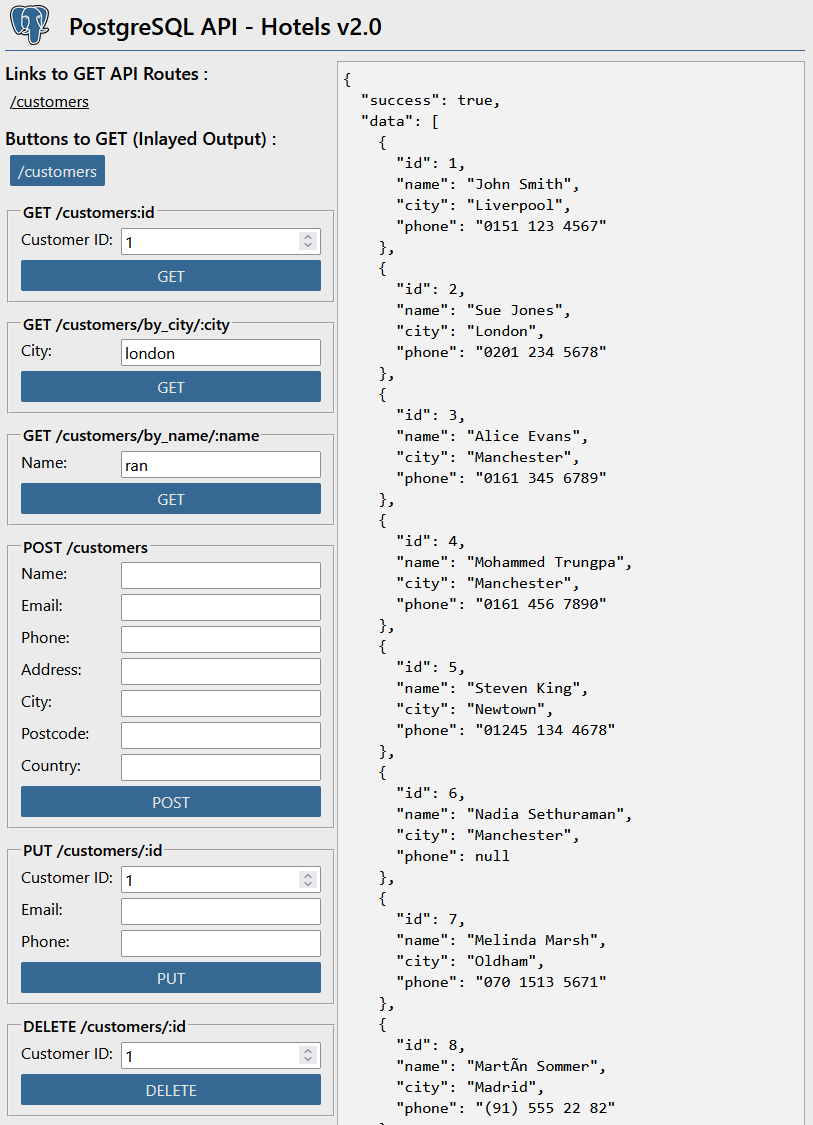 PostgreSQL API - Hotels v2.0
Links to GET API Routes :
/customers
Buttons to GET (Inlayed Output) :
/customers
GET /customers:id
Customer ID: 1
GET
GET /customers/by_city/:city
City: london
GET
GET /customers/by_name/:name
Name: ran
GET
POST /customers
Name:
Email:
Phone:
Address:
City:
Postcode:
Country:
POST
PUT /customers/:id
Customer ID: 1
Email:
Phone:
PUT
DELETE /customers/:id
Customer ID: 1
DELETE
{
  "success": true,
  "data": [
    {
      "id": 1,
      "name": "John Smith",
      "city": "Liverpool",
      "phone": "0151 123 4567"
    },
    {
      "id": 2,
      "name": "Sue Jones",
      "city": "London",
      "phone": "0201 234 5678"
    },
    {
      "id": 3,
      "name": "Alice Evans",
      "city": "Manchester",
      "phone": "0161 345 6789"
    },
    {
      "id": 4,
      "name": "Mohammed Trungpa",
      "city": "Manchester",
      "phone": "0161 456 7890"
    },
    {
      "id": 5,
      "name": "Steven King",
      "city": "Newtown",
      "phone": "01245 134 4678"
    },
    {
      "id": 6,
      "name": "Nadia Sethuraman",
      "city": "Manchester",
      "phone": null
    },
    {
      "id": 7,
      "name": "Melinda Marsh",
      "city": "Oldham",
      "phone": "070 1513 5671"
    },
    {
      "id": 8,
      "name": "MartÃn Sommer",
      "city": "Madrid",
      "phone": "(91) 555 22 82"